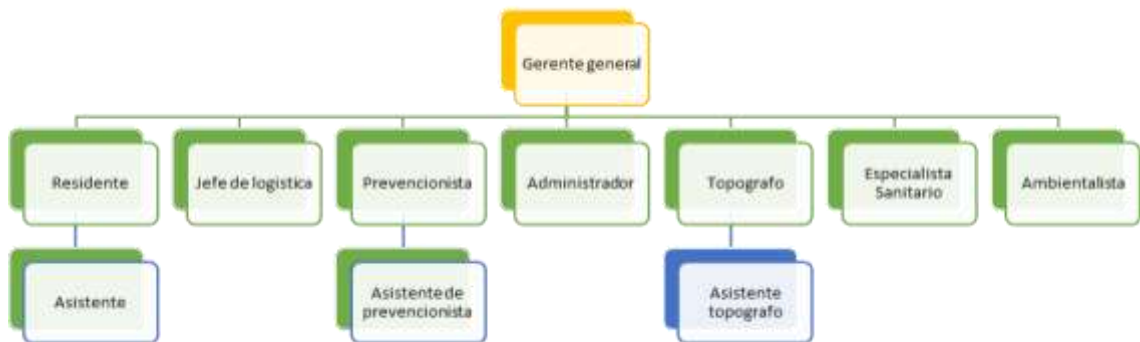 Gerente general
Residente
Jefe de logistica
Prevencionista
Administrador
Topografo
Especialista
Sanitario
Ambientalista
Asistente
Asistente de
prevencionista
Asistente
topografo